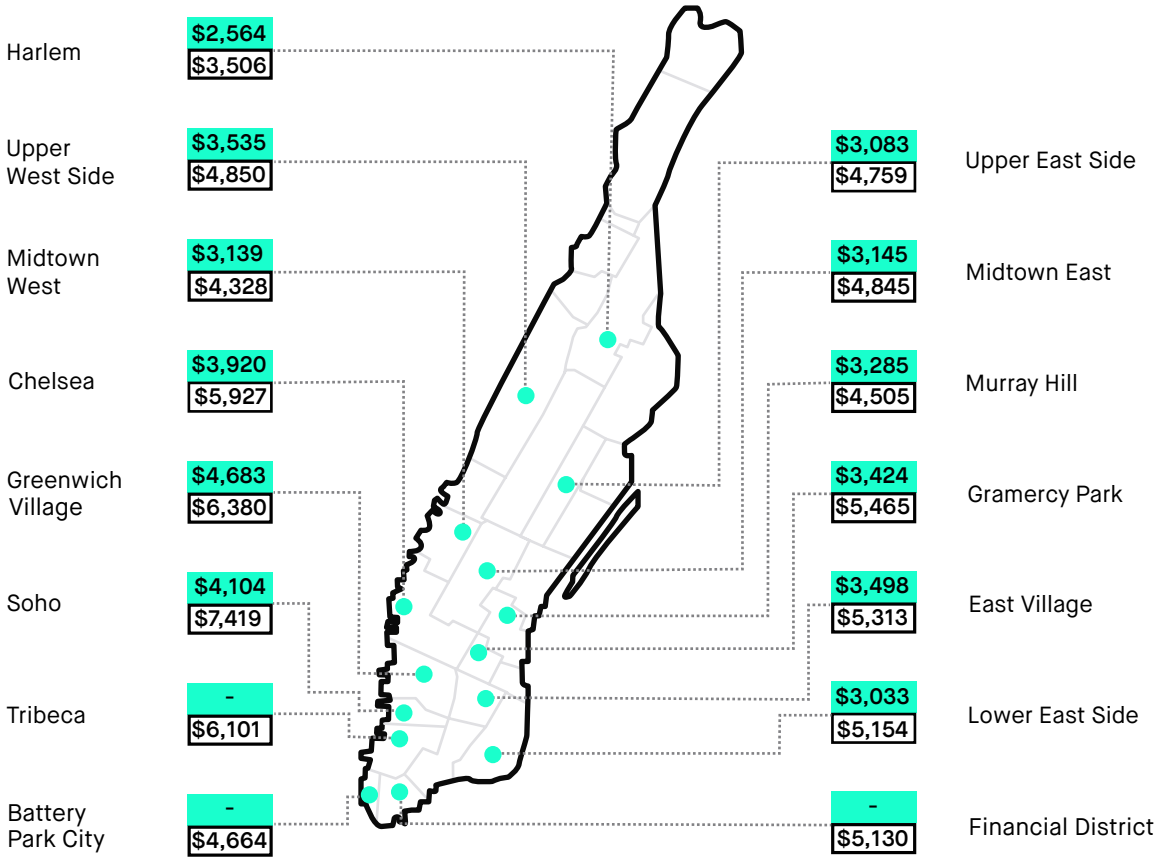 Harlem
$2,564
$3,506
Upper
West Side
$3,535
$4,850
Midtown
West
$3,139
$4,328
Chelsea
$3,920
$5,927
Greenwich
Village
$4,683
$6,380
Soho
$4,104
$7,419
Tribeca
-
$6,101
Battery
Park City
-
$4,664
$3,083
$4,759
Upper East Side
$3,145
$4,845
Midtown East
$3,285
$4,505
Murray Hill
$3,424
$5,465
Gramercy Park
$3,498
$5,313
East Village
$3,033
$5,154
Lower East Side
-
$5,130
Financial District